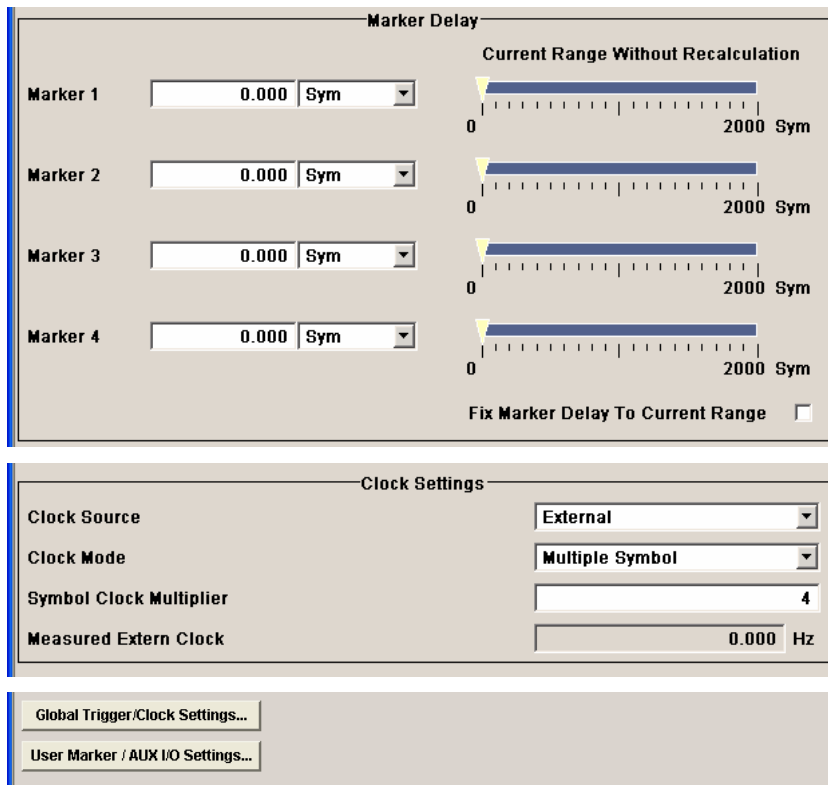 Marker Delay
Current Range Without Recalculation
Marker 1 0.000 Sym
0 2000 Sym
Marker 2 0.000 Sym
0 2000 Sym
Marker 3 0.000 Sym
0 2000 Sym
Marker 4 0.000 Sym
0 2000 Sym
Fix Marker Delay To Current Range
Clock Settings
Clock Source External
Clock Mode Multiple Symbol
Symbol Clock Multiplier 4
Measured Extern Clock 0.000 Hz
Global Trigger/Clock Settings...
User Marker / AUX I/O Settings...